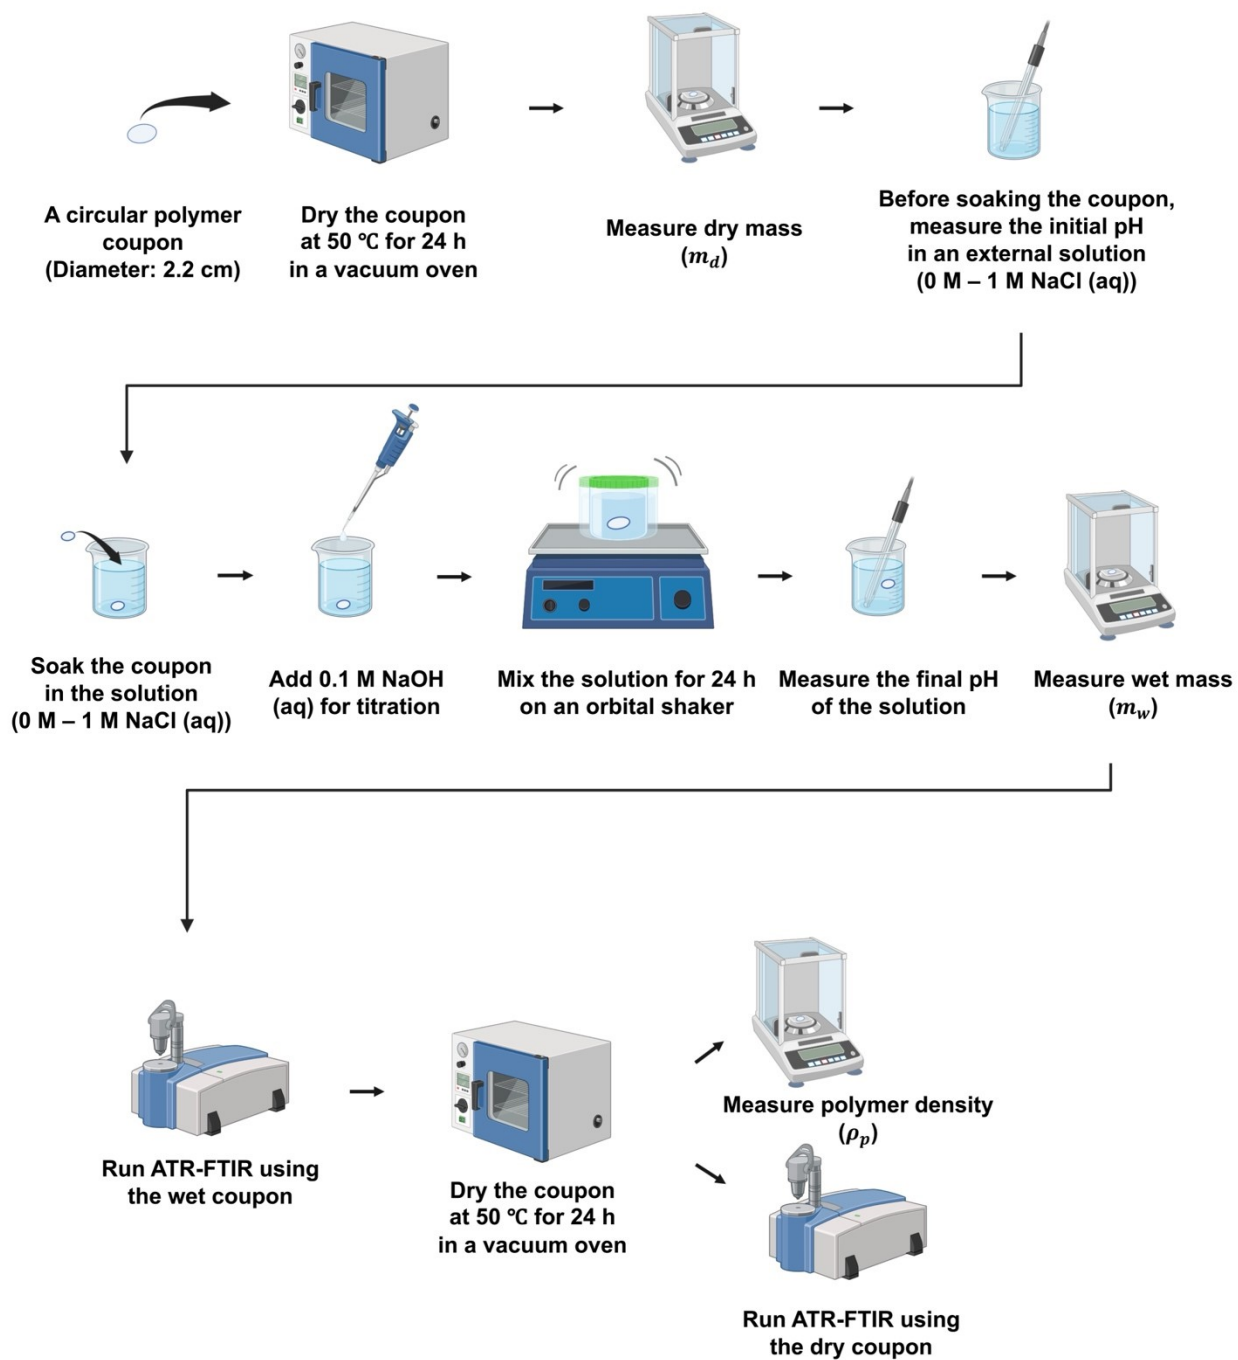 A circular polymer
coupon
(Diameter: 2.2 cm)
Dry the coupon
at 50 ℃ for 24 h
in a vacuum oven
Measure dry mass
(m_d)
Before soaking the coupon,
measure the initial pH
in an external solution
(0 M – 1 M NaCl (aq))
Soak the coupon
in the solution
(0 M – 1 M NaCl (aq))
Add 0.1 M NaOH
(aq) for titration
Mix the solution for 24 h
on an orbital shaker
Measure the final pH
of the solution
Measure wet mass
(m_w)
Run ATR-FTIR using
the wet coupon
Dry the coupon
at 50 ℃ for 24 h
in a vacuum oven
Measure polymer density
(ρ_p)
Run ATR-FTIR using
the dry coupon